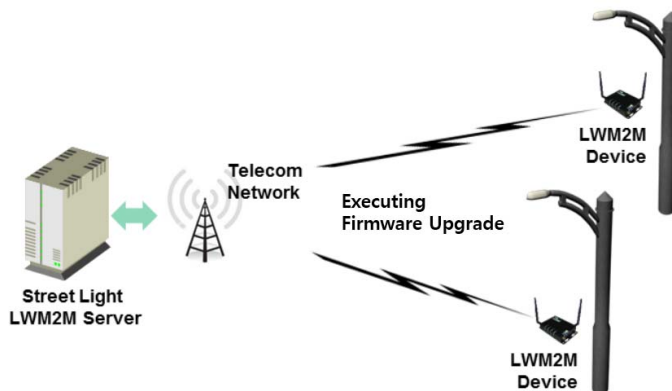 LWM2M
Device
Telecom
Network
Executing
Firmware Upgrade
Street Light
LWM2M Server
LWM2M
Device